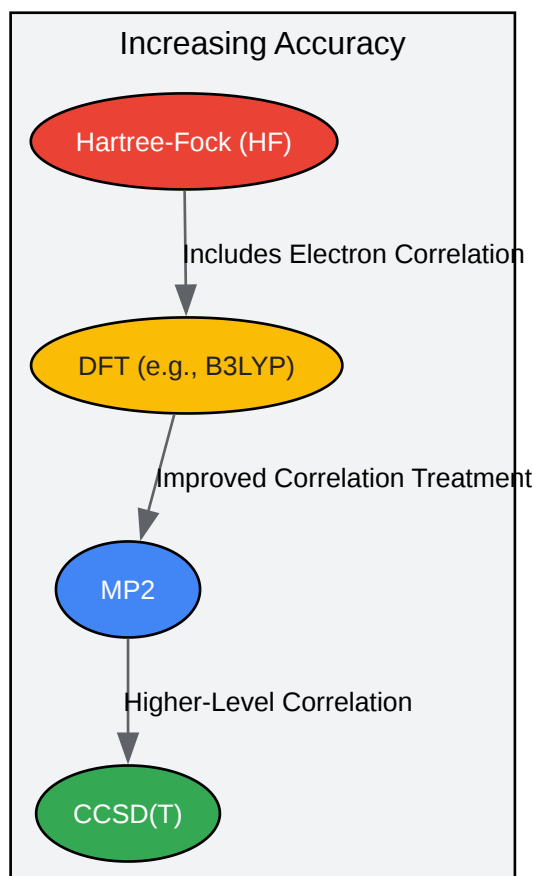 Increasing Accuracy
Hartree-Fock (HF)
Includes Electron Correlation
DFT (e.g., B3LYP)
Improved Correlation Treatment
MP2
Higher-Level Correlation
CCSD(T)